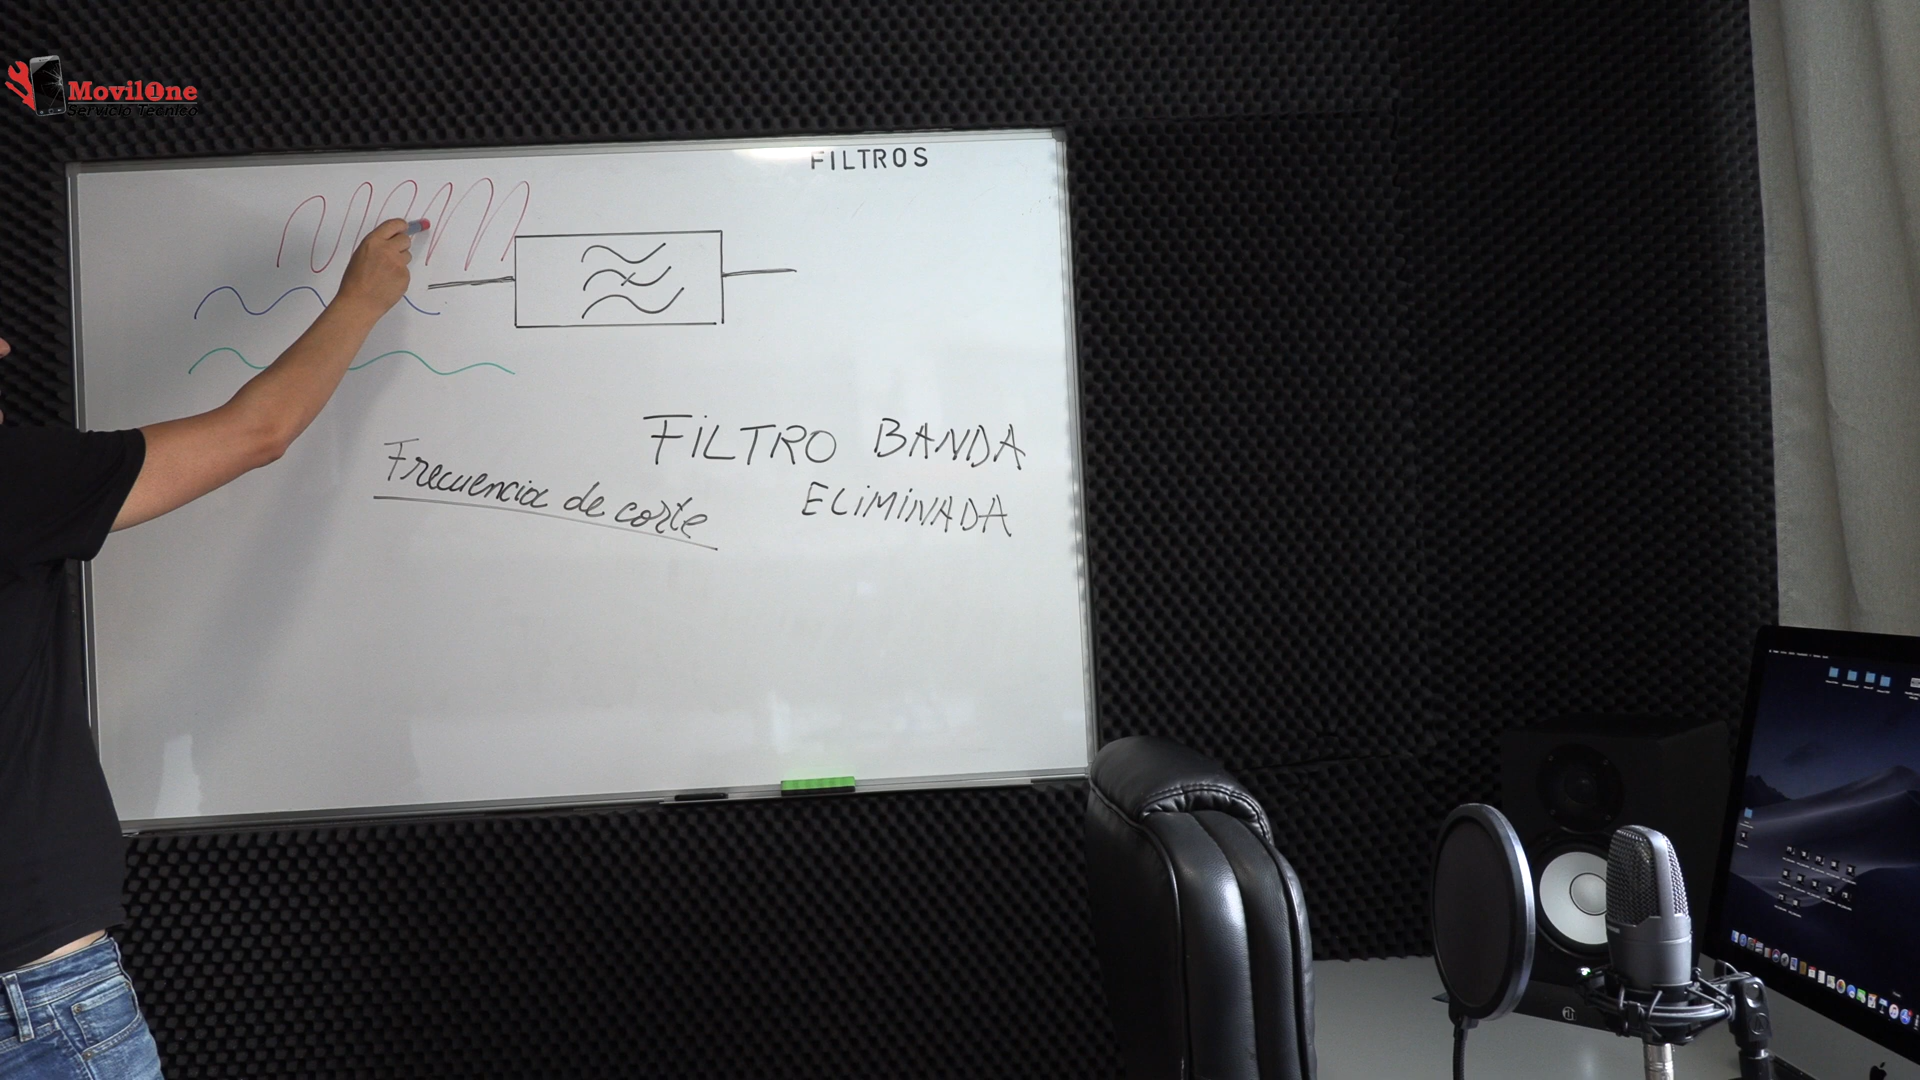 MovilOne
Servicio Técnico
FILTROS
FILTRO BANDA
ELIMINADA
Frecuencia de corte